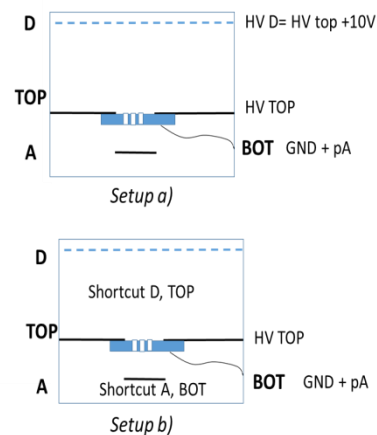 D HV D= HV top +10V
TOP HV TOP
A BOT GND + pA
Setup a)
D
Shortcut D, TOP
TOP HV TOP
A Shortcut A, BOT BOT GND + pA
Setup b)